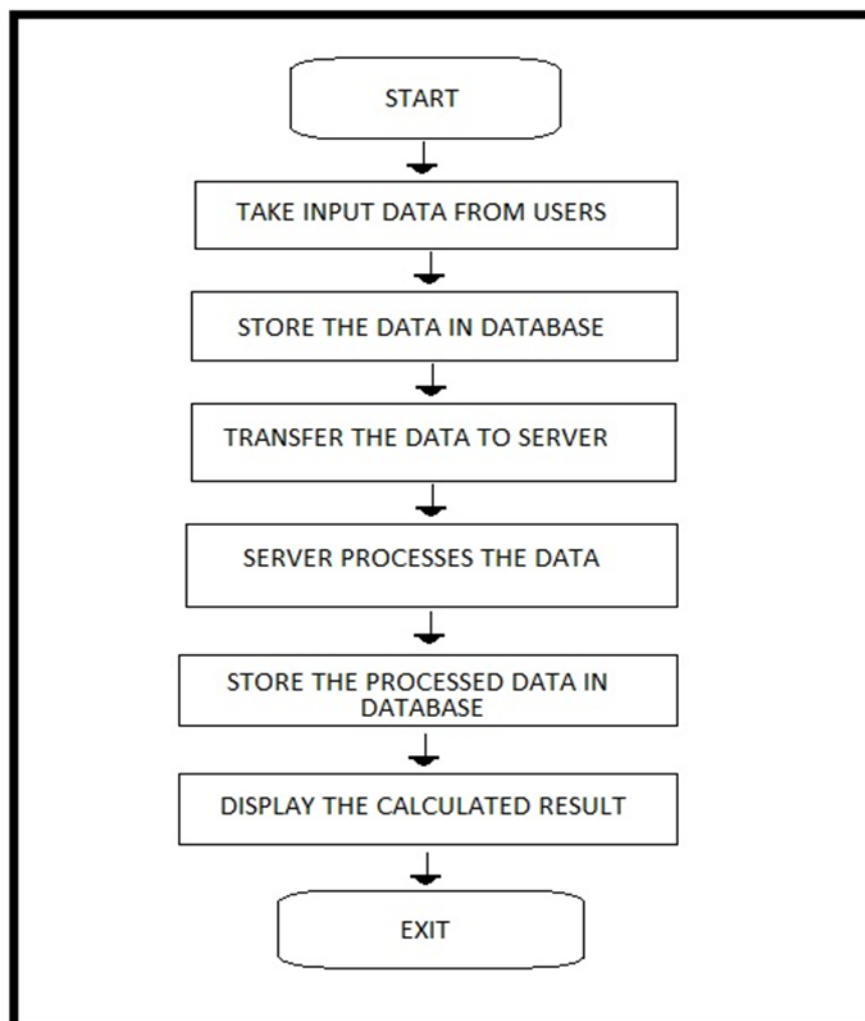 START
TAKE INPUT DATA FROM USERS
STORE THE DATA IN DATABASE
TRANSFER THE DATA TO SERVER
SERVER PROCESSES THE DATA
STORE THE PROCESSED DATA IN
DATABASE
DISPLAY THE CALCULATED RESULT
EXIT